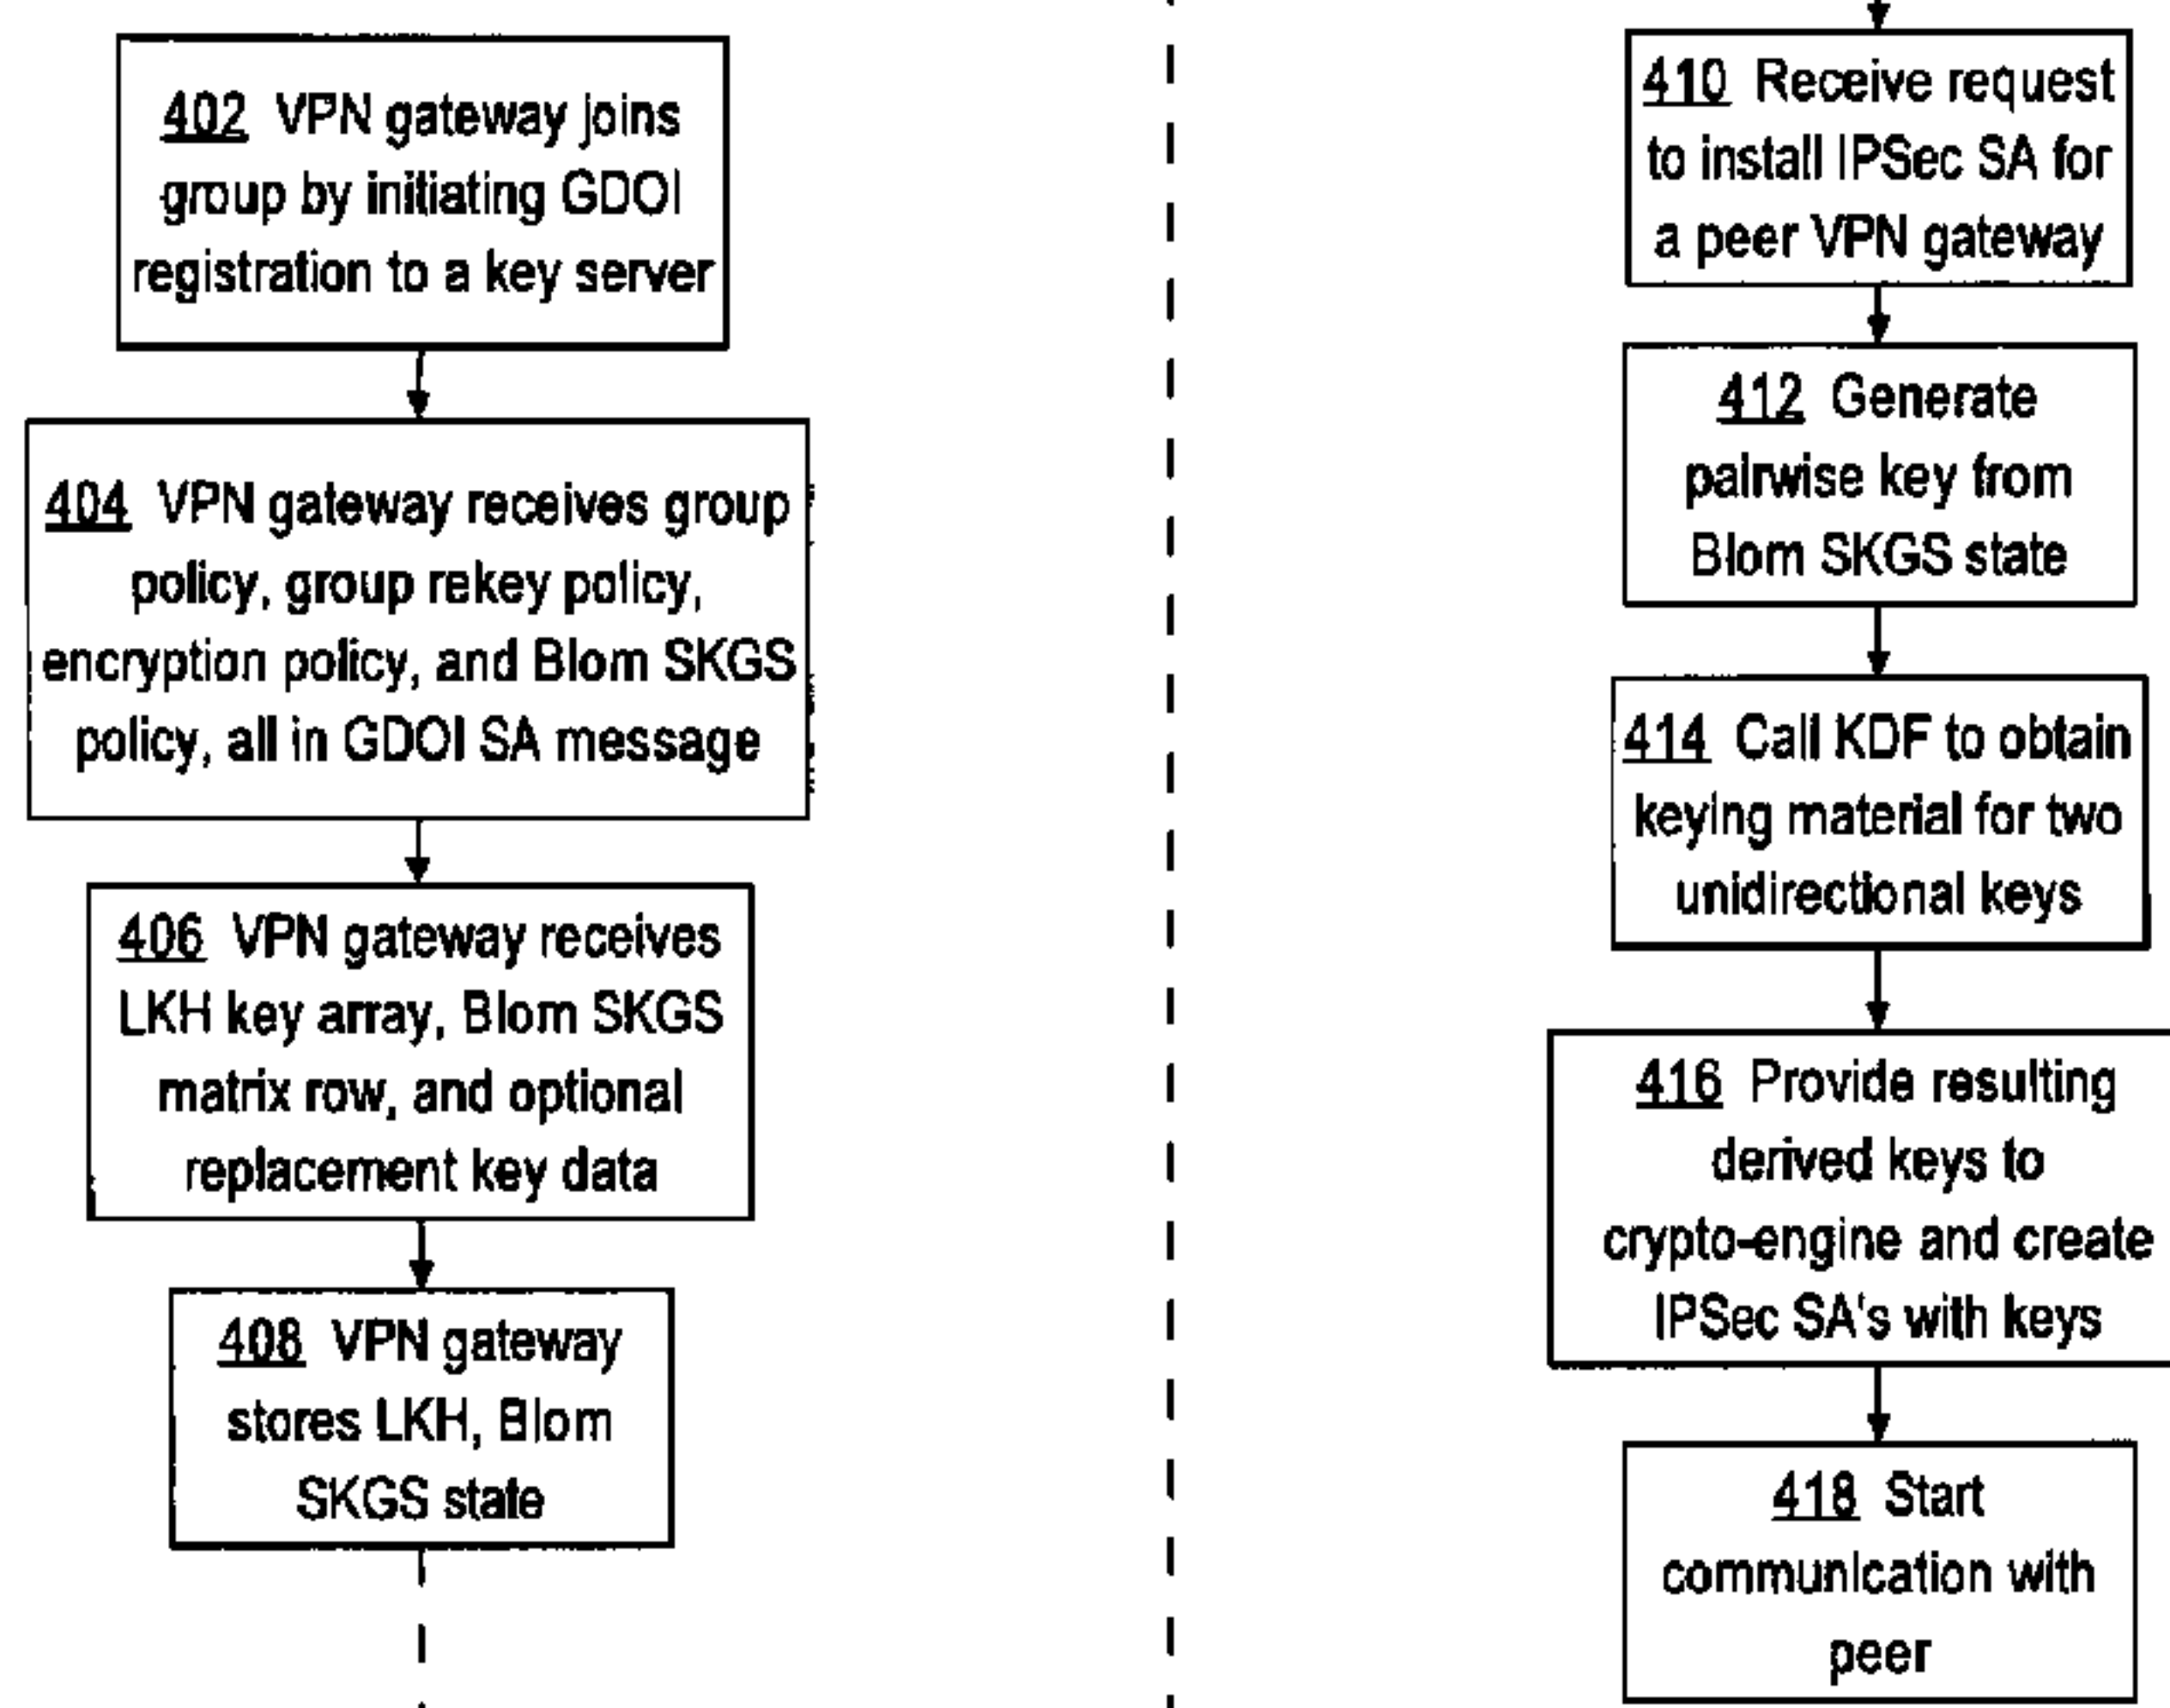 402 VPN gateway joins
group by initiating GDOI
registration to a key server
404 VPN gateway receives group
policy, group rekey policy,
encryption policy, and Blom SKGS
policy, all in GDOI SA message
406 VPN gateway receives
LKH key array, Blom SKGS
matrix row, and optional
replacement key data
408 VPN gateway
stores LKH, Blom
SKGS state
410 Receive request
to install IPSec SA for
a peer VPN gateway
412 Generate
pairwise key from
Blom SKGS state
414 Call KDF to obtain
keying material for two
unidirectional keys
416 Provide resulting
derived keys to
crypto-engine and create
IPSec SA's with keys
418 Start
communication with
peer